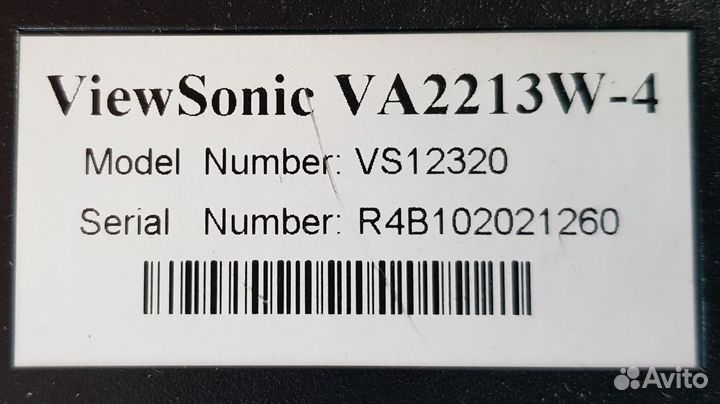 ViewSonic VA2213W-4
Model Number: VS12320
Serial Number: R4B102021260
Avito